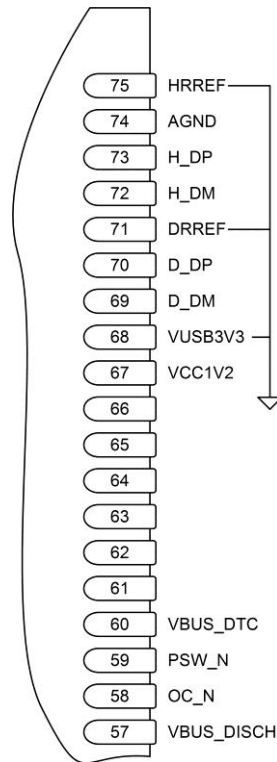 75 HRREF
74 AGND
73 H_DP
72 H_DM
71 DRREF
70 D_DP
69 D_DM
68 VUSB3V3
67 VCC1V2
66
65
64
63
62
61
60 VBUS_DTC
59 PSW_N
58 OC_N
57 VBUS_DISCH